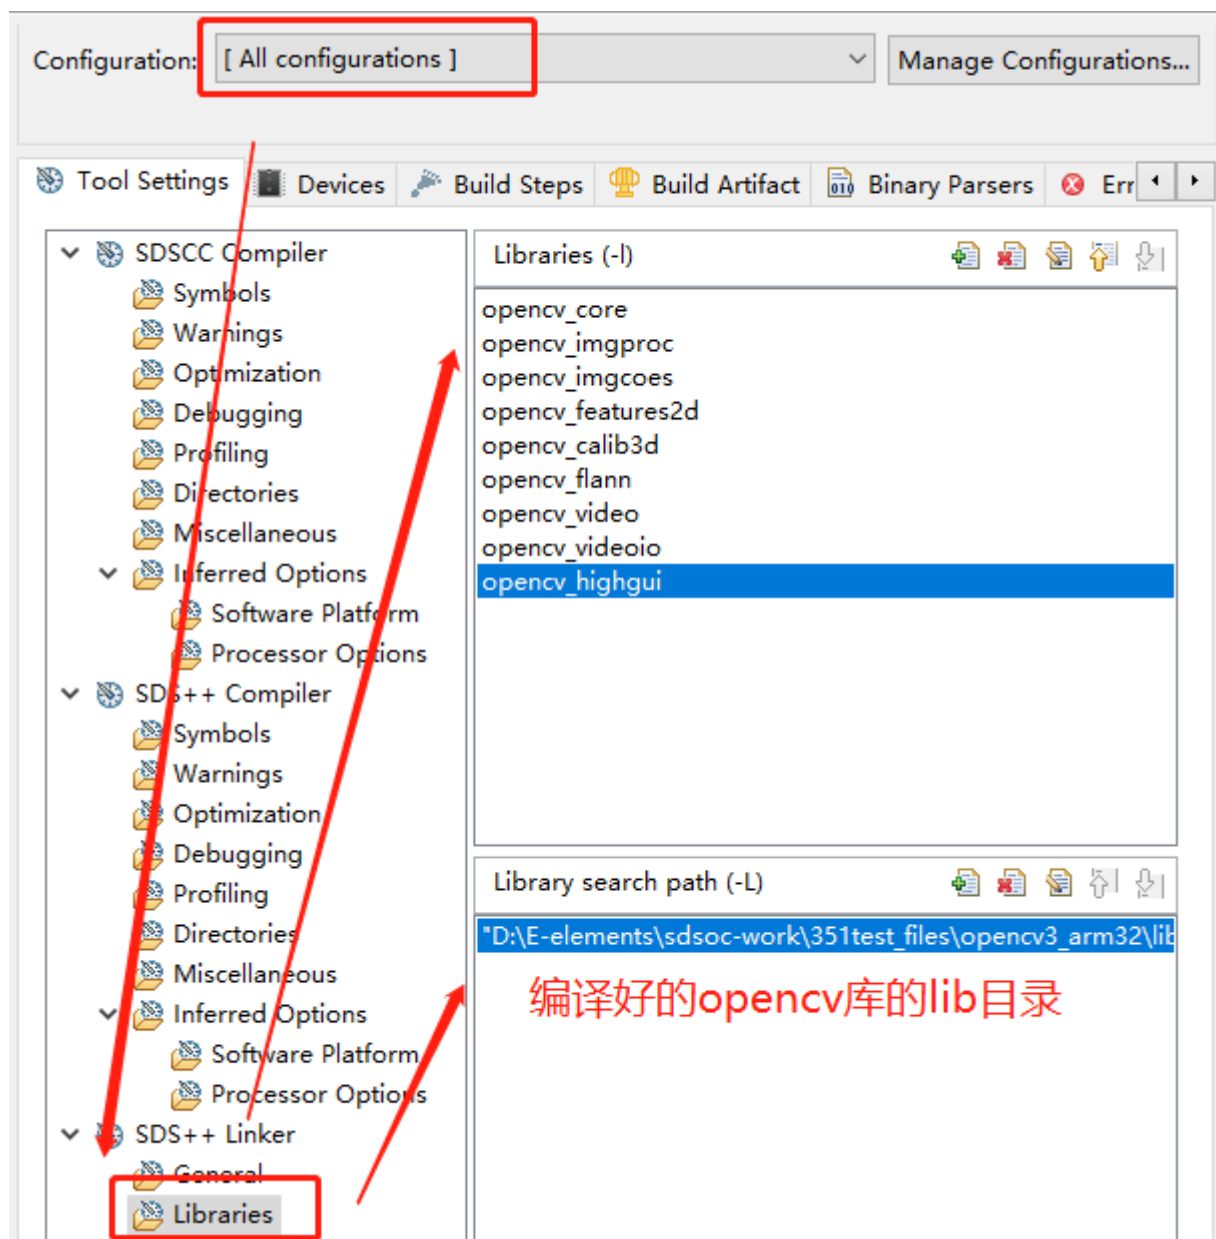 Configuration: [ All configurations ] Manage Configurations...
Tool Settings Devices Build Steps Build Artifact Binary Parsers Err
SDSCC Compiler
Symbols
Warnings
Optimization
Debugging
Profiling
Directories
Miscellaneous
Inferred Options
Software Platform
Processor Options
SDS++ Compiler
Symbols
Warnings
Optimization
Debugging
Profiling
Directories
Miscellaneous
Inferred Options
Software Platform
Processor Options
SDS++ Linker
General
Libraries
Libraries (-l)
opencv_core
opencv_imgproc
opencv_imgcoes
opencv_features2d
opencv_calib3d
opencv_flann
opencv_video
opencv_videoio
opencv_highgui
Library search path (-L)
"D:\E-elements\sdsoc-work\351test_files\opencv3_arm32\lib
编译好的opencv库的lib目录